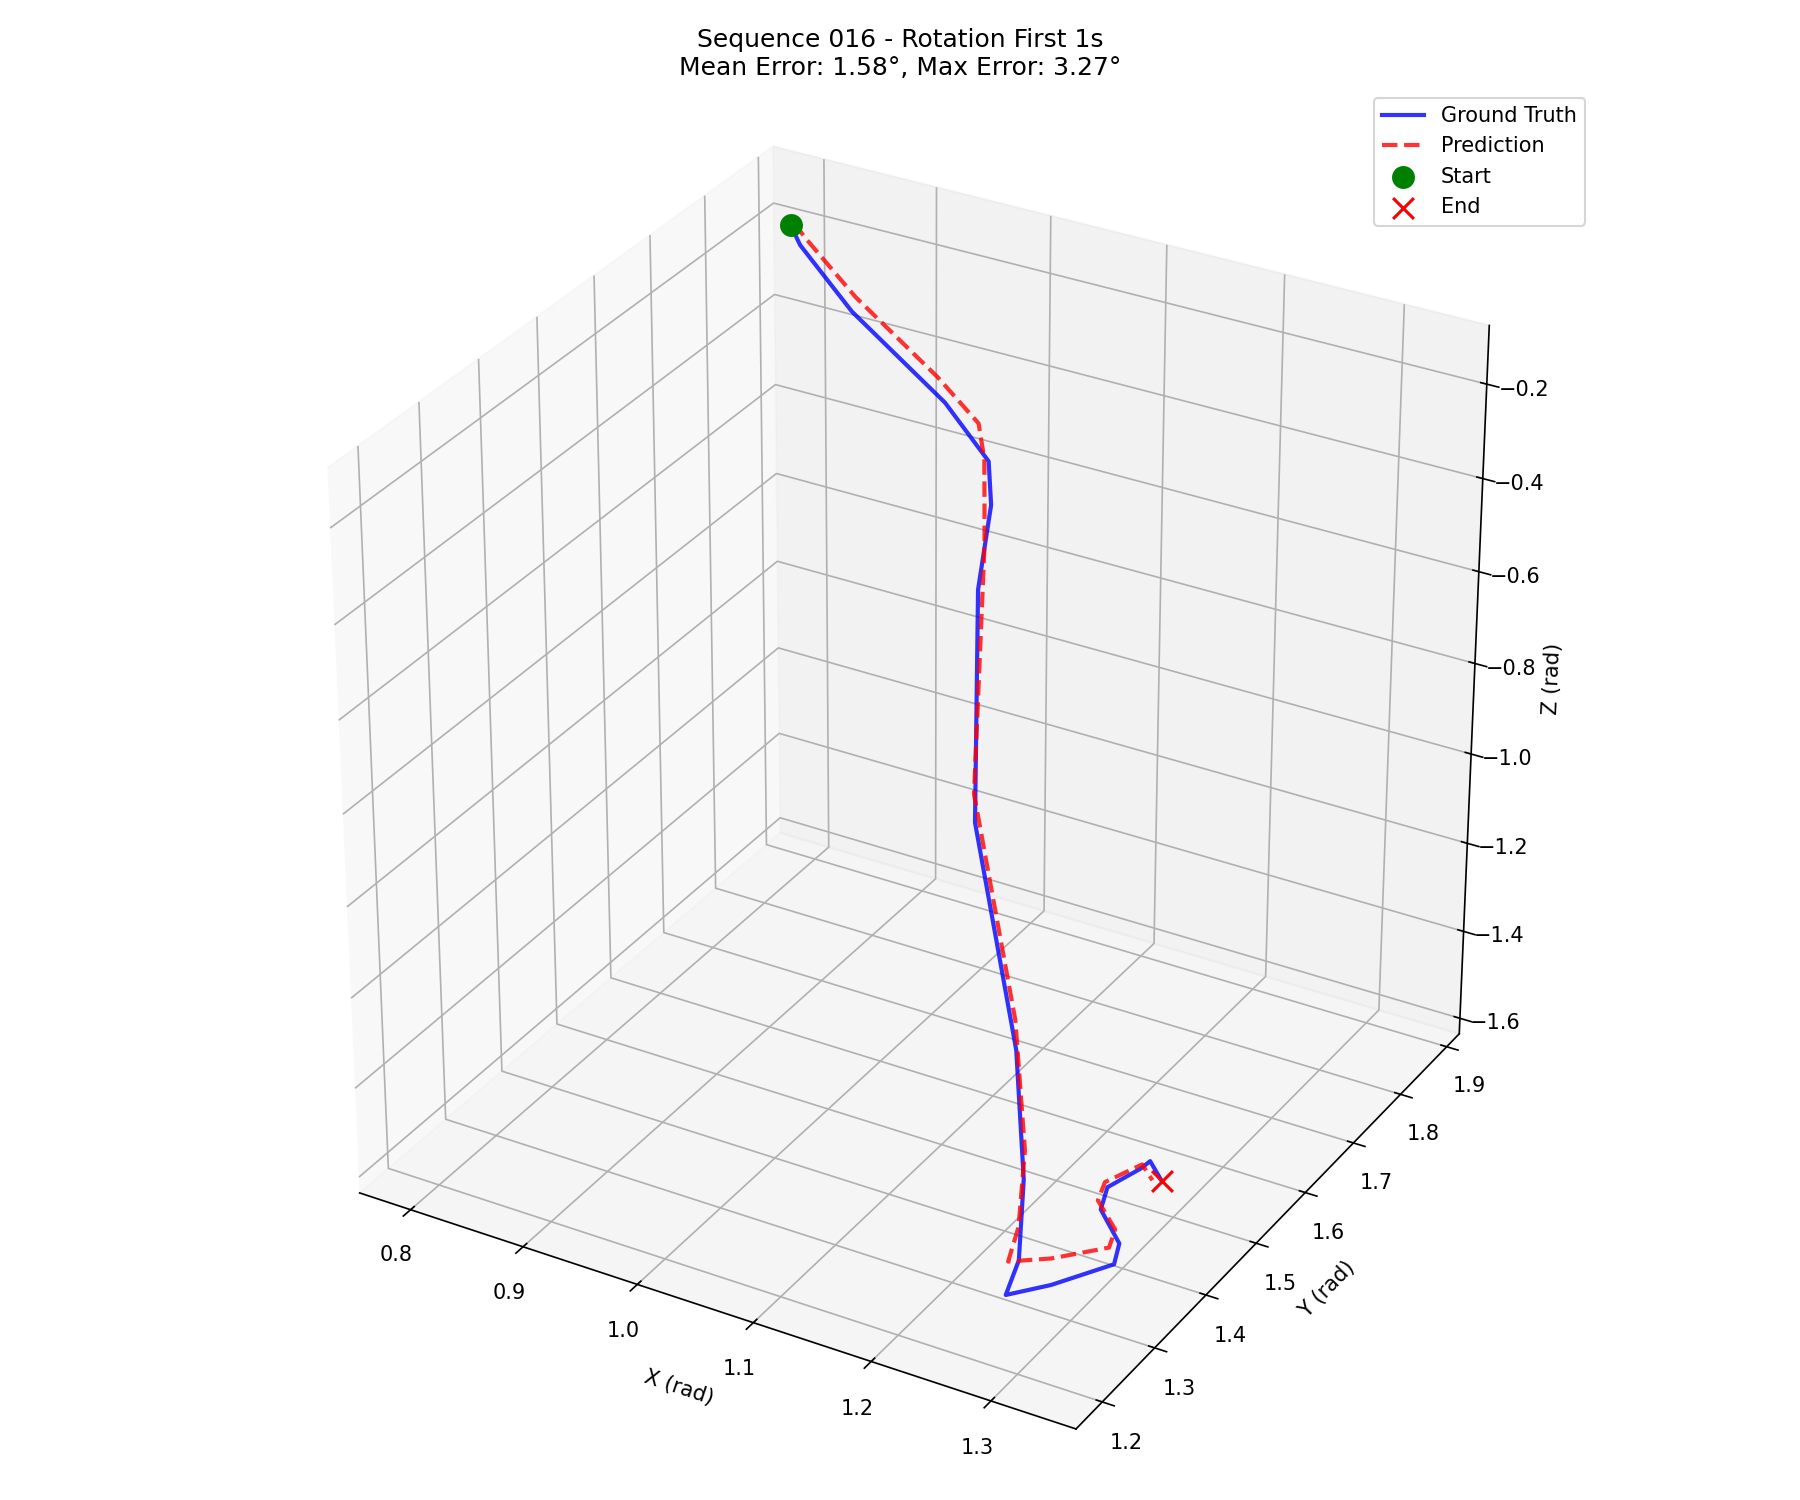 Sequence 016 - Rotation First 1s
Mean Error: 1.58°, Max Error: 3.27°
Ground Truth
Prediction
Start
End
−0.2
−0.4
−0.6
−0.8
−1.0
−1.2
−1.4
−1.6
Z (rad)
1.9
1.8
1.7
1.6
1.5
1.4
1.3
1.2
Y (rad)
0.8
0.9
1.0
1.1
1.2
1.3
X (rad)